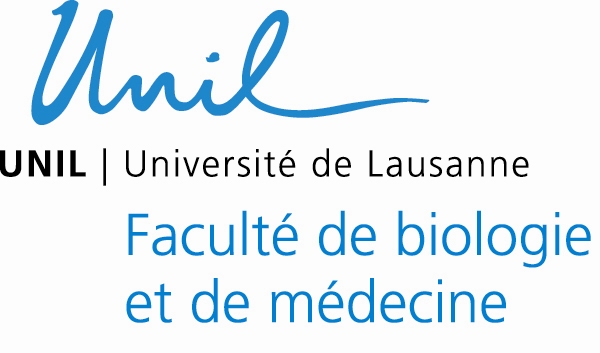 Unil
UNIL | Université de Lausanne
Faculté de biologie
et de médecine